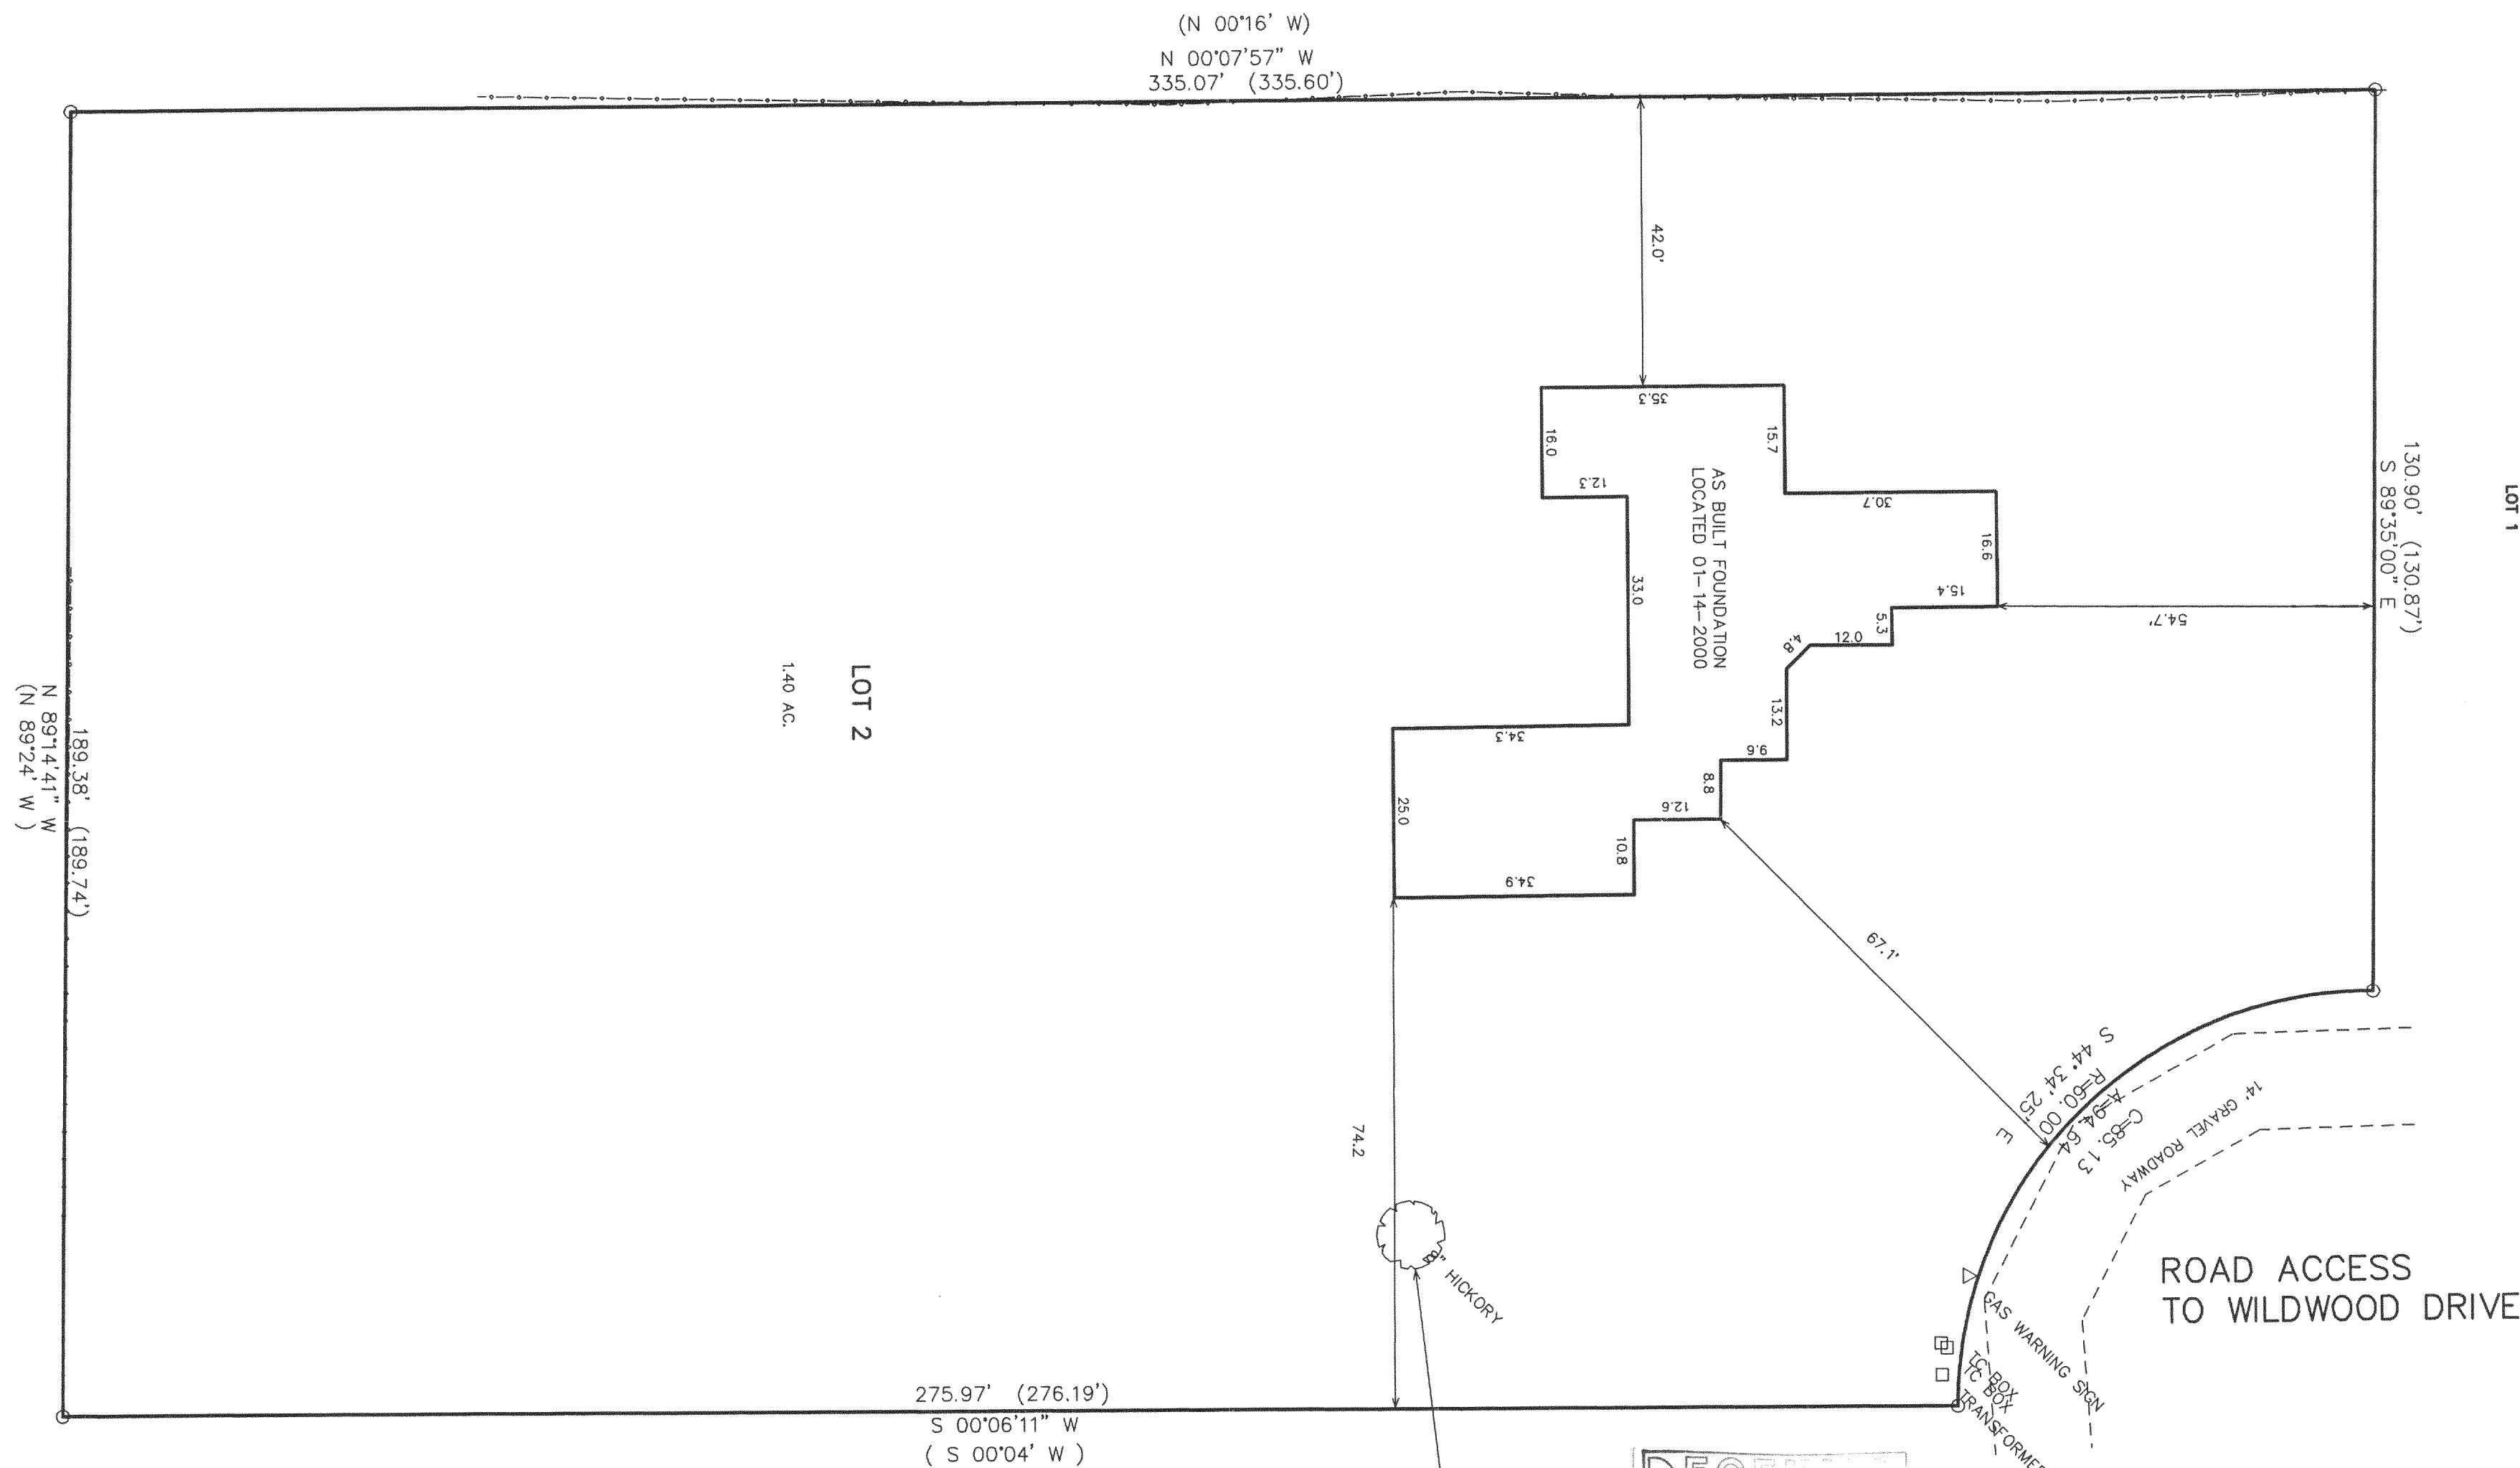 (N 00°16' W)
N 00°07'57" W
335.07' (335.60')
LOT 1
130.90' (130.87')
S 89°35'00" E
42.0'
35.3
16.0
15.7
12.3
30.7
AS BUILT FOUNDATION
LOCATED 01-14-2000
16.6
15.4
54.7'
33.0
5.3
12.0
4.8
13.2
34.3
9.6
8.8
25.0
12.6
10.8
34.9
LOT 2
1.40 AC.
189.38' (189.74')
N 89°14'41" W
(N 89°24' W )
67.1'
S 44° 34' 25' E
R=60.00
A=94.64
C=85.13
14' GRAVEL ROADWAY
74.2
8" HICKORY
ROAD ACCESS
TO WILDWOOD DRIVE
GAS WARNING SIGN
TC BOX
TC BOX
TRANSFORMER
275.97' (276.19')
S 00°06'11" W
( S 00°04' W )